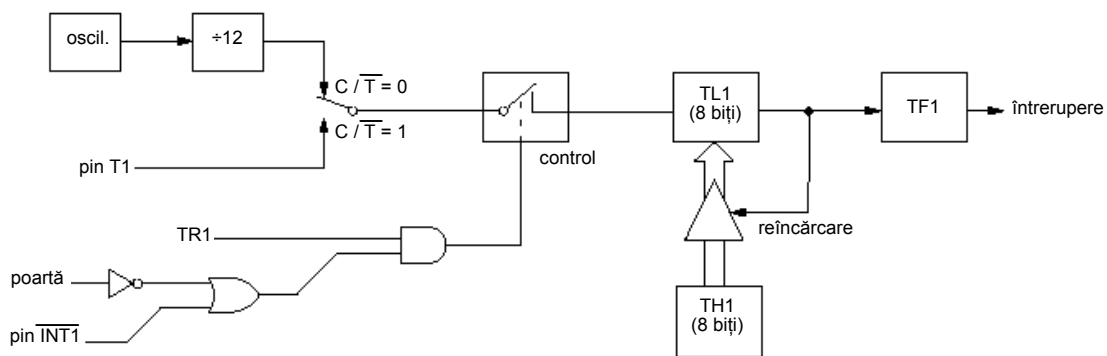 oscil.
÷12
C / T̅ = 0
C / T̅ = 1
pin T1
control
TL1
(8 biți)
TF1
întrerupere
reîncărcare
TR1
poartă
pin I̅N̅T̅1̅
TH1
(8 biți)